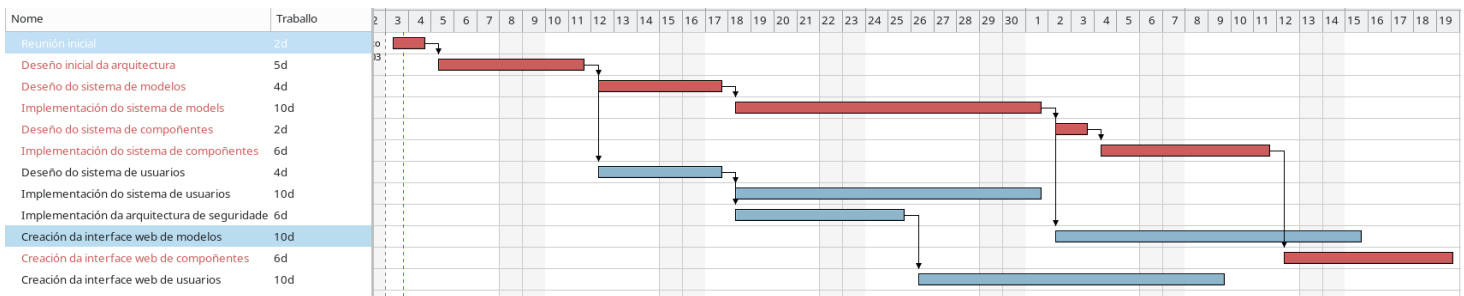 Nome Traballo 2 3 4 5 6 7 8 9 10 11 12 13 14 15 16 17 18 19 20 21 22 23 24 25 26 27 28 29 30 1 2 3 4 5 6 7 8 9 10 11 12 13 14 15 16 17 18 19
Reunión inicial 2d
Deseño inicial da arquitectura 5d
Deseño do sistema de modelos 4d
Implementación do sistema de models 10d
Deseño do sistema de compoñentes 2d
Implementación do sistema de compoñentes 6d
Deseño do sistema de usuarios 4d
Implementación do sistema de usuarios 10d
Implementación da arquitectura de seguridade 6d
Creación da interface web de modelos 10d
Creación da interface web de compoñentes 6d
Creación da interface web de usuarios 10d